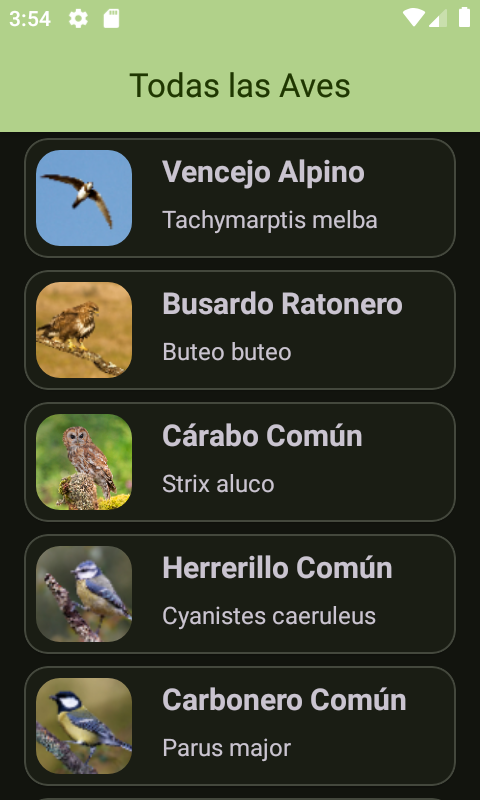 3:54
Todas las Aves
Vencejo Alpino
Tachymarptis melba
Busardo Ratonero
Buteo buteo
Cárabo Común
Strix aluco
Herrerillo Común
Cyanistes caeruleus
Carbonero Común
Parus major